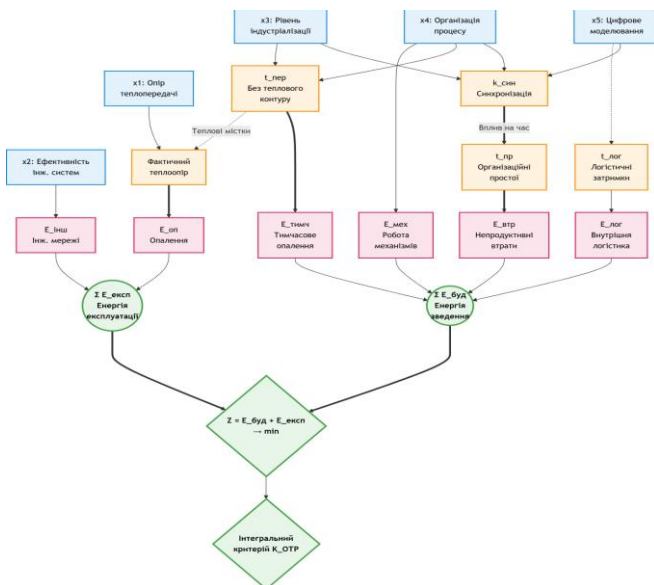 x3: Рівень
індустріалізації
x4: Організація
процесу
x5: Цифрове
моделювання
x1: Опір
теплопередачі
t_пер
Без теплового
контуру
k_син
Синхронізація
Теплові містки
Вплив на час
x2: Ефективність
Інж. систем
Фактичний
теплоопір
t_пр
Організаційні
простої
t_лог
Логістичні
затримки
E_інш
Інж. мережі
E_оп
Опалення
E_тимч
Тимчасове
опалення
E_мех
Робота
механізмів
E_втр
Непродуктивні
втрати
E_лог
Внутрішня
логістика
Σ E_експ
Енергія
експлуатації
Σ E_буд
Енергія
зведення
Z = E_буд + E_експ
→ min
Інтегральний
критерій K_ОТР